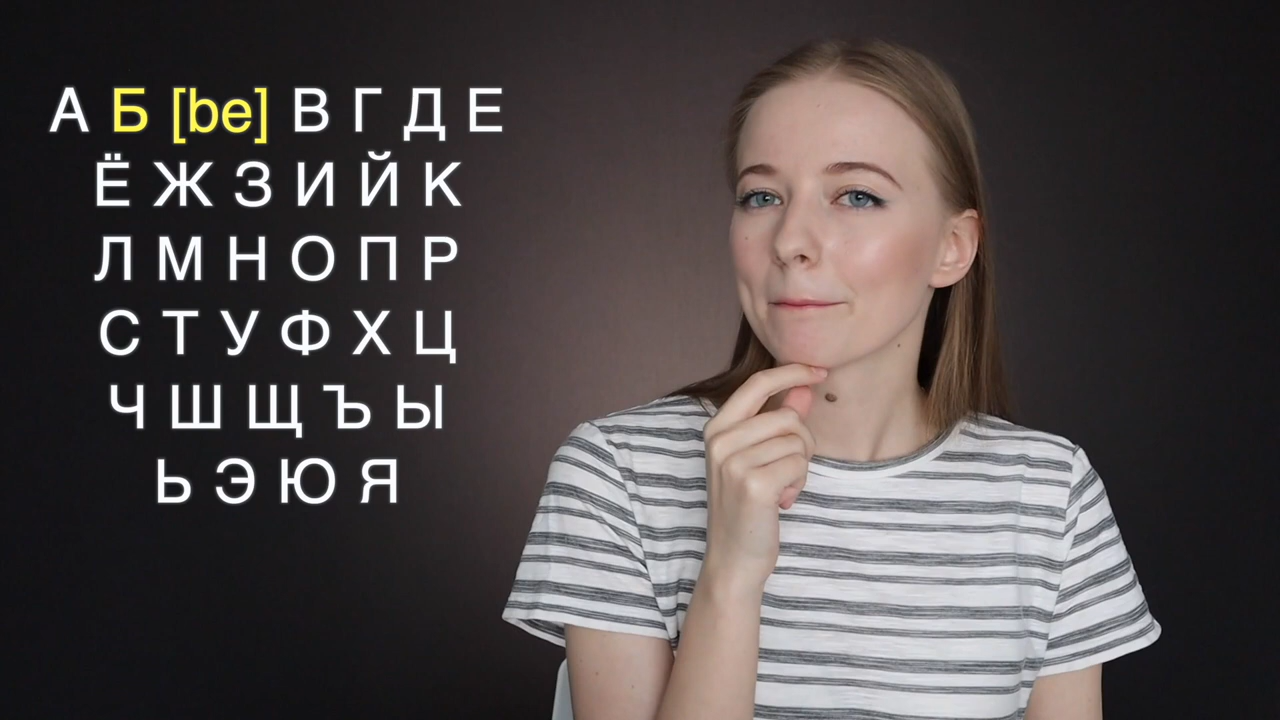 А Б [be] В Г Д Е
Ё Ж З И Й К
Л М Н О П Р
С Т У Ф Х Ц
Ч Ш Щ Ъ Ы
Ь Э Ю Я